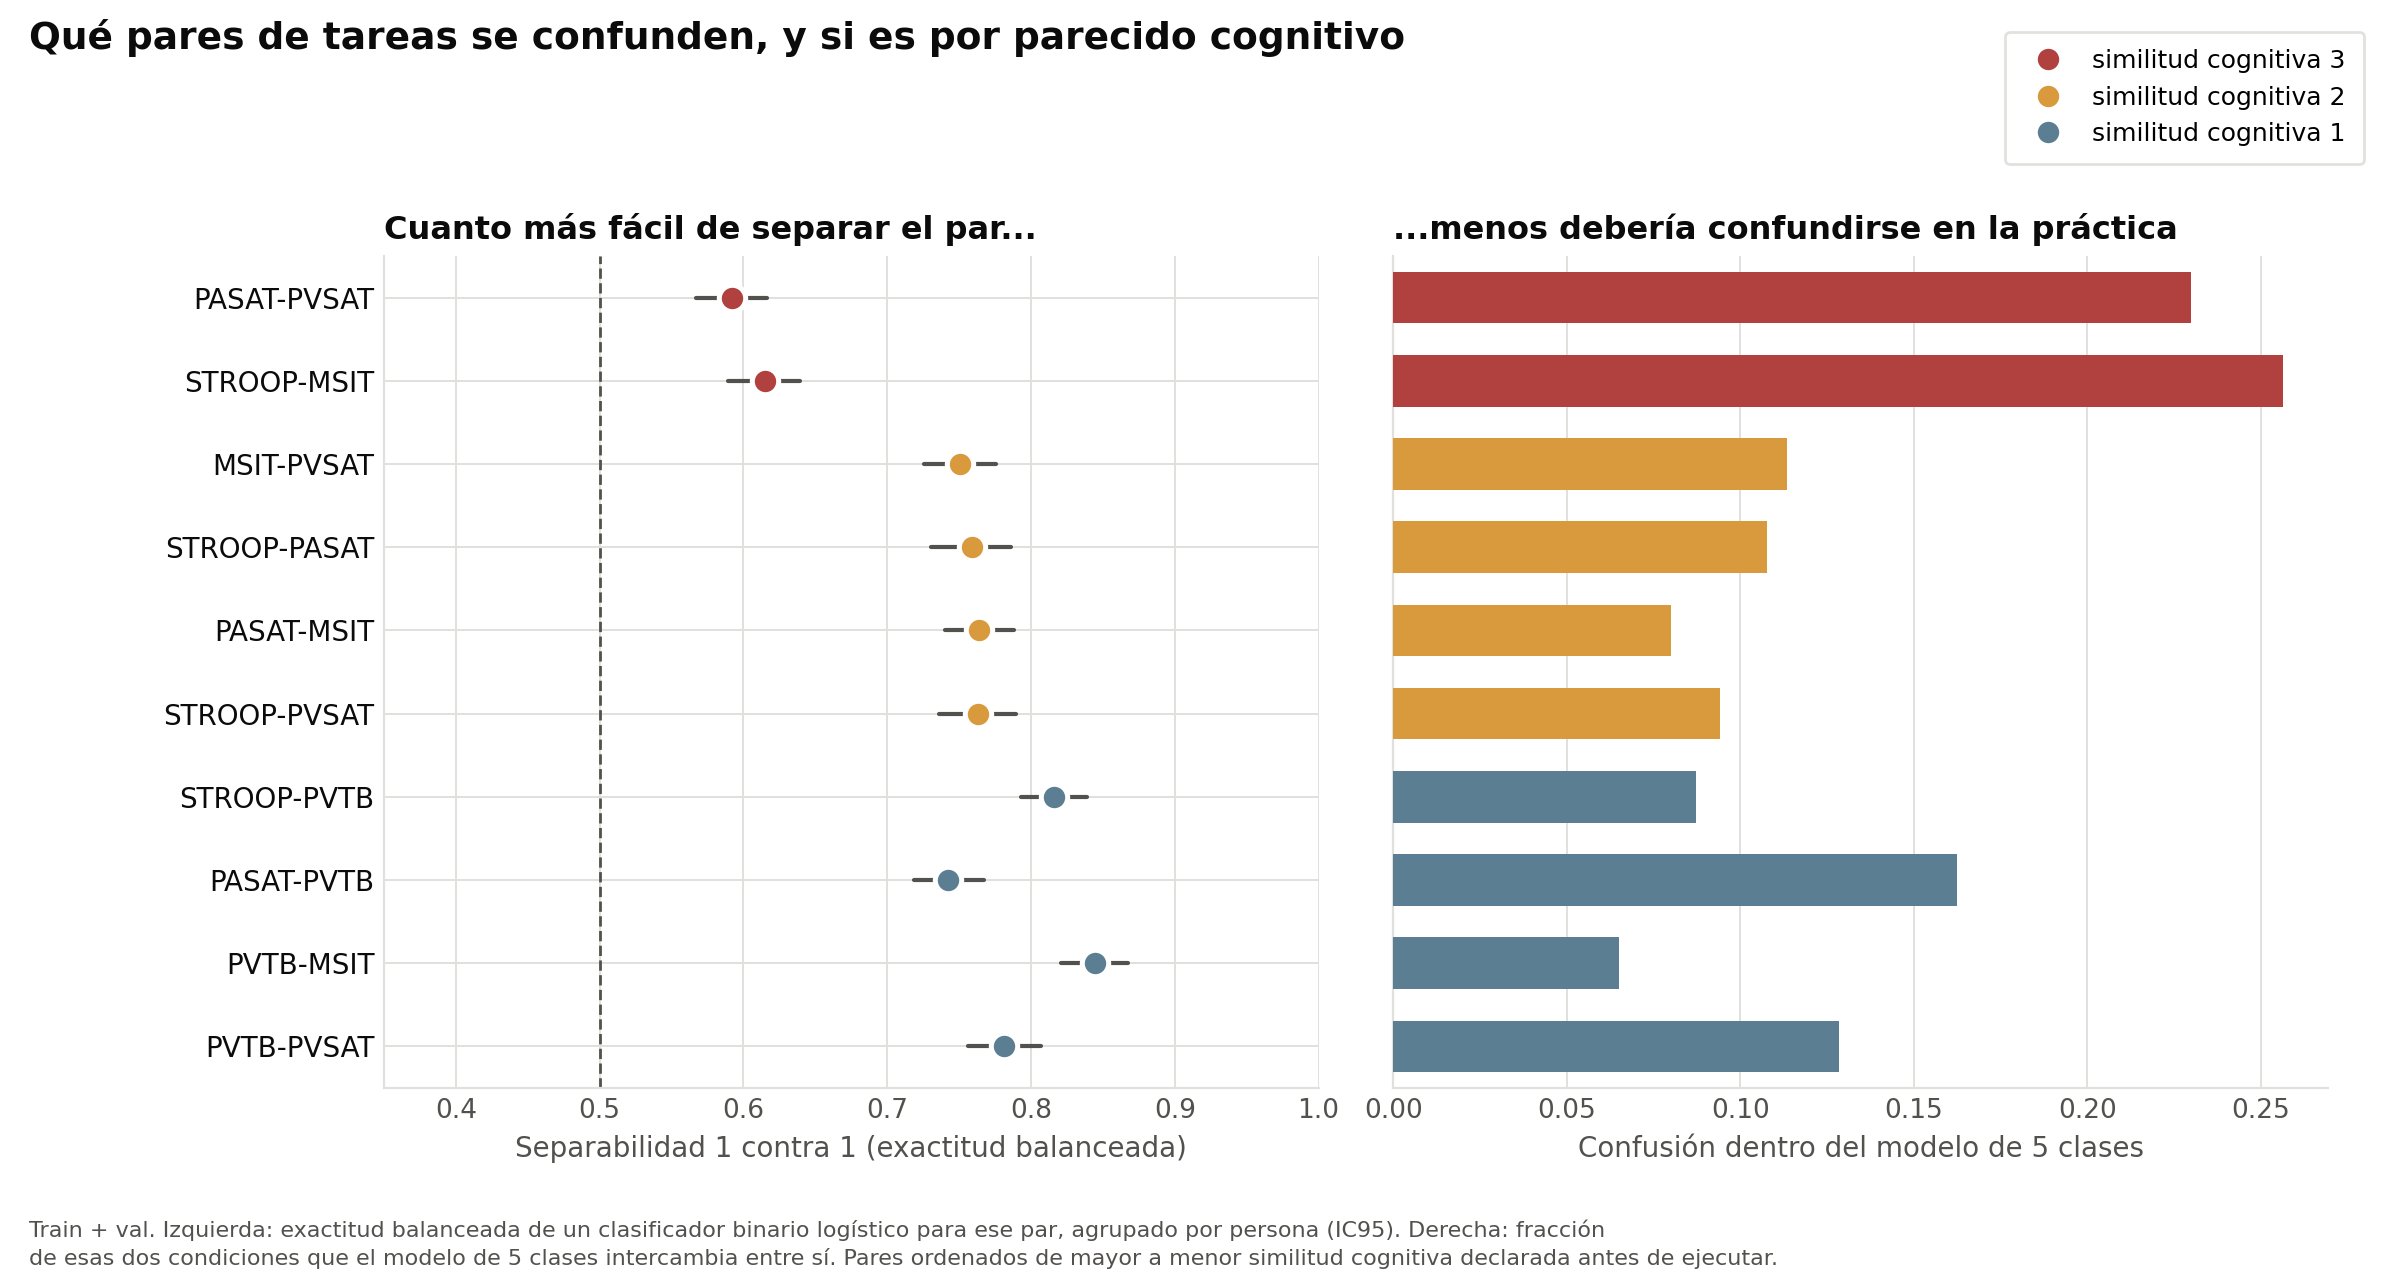 Qué pares de tareas se confunden, y si es por parecido cognitivo
similitud cognitiva 3
similitud cognitiva 2
similitud cognitiva 1
Cuanto más fácil de separar el par...
...menos debería confundirse en la práctica
PASAT-PVSAT
STROOP-MSIT
MSIT-PVSAT
STROOP-PASAT
PASAT-MSIT
STROOP-PVSAT
STROOP-PVTB
PASAT-PVTB
PVTB-MSIT
PVTB-PVSAT
0.4 0.5 0.6 0.7 0.8 0.9 1.0
0.00 0.05 0.10 0.15 0.20 0.25
Separabilidad 1 contra 1 (exactitud balanceada)
Confusión dentro del modelo de 5 clases
Train + val. Izquierda: exactitud balanceada de un clasificador binario logístico para ese par, agrupado por persona (IC95). Derecha: fracción
de esas dos condiciones que el modelo de 5 clases intercambia entre sí. Pares ordenados de mayor a menor similitud cognitiva declarada antes de ejecutar.